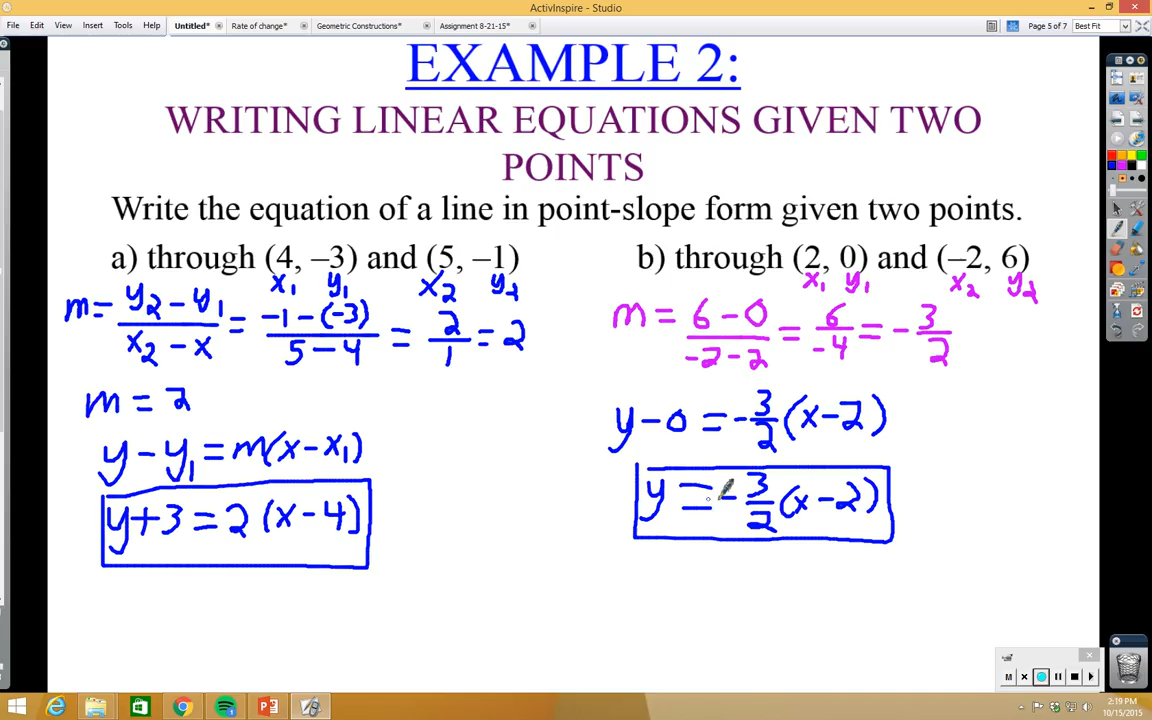 ActivInspire - Studio
File Edit View Insert Tools Help Untitled* Rate of change* Geometric Constructions* Assignment 8-21-15* Page 5 of 7 Best Fit
EXAMPLE 2:
WRITING LINEAR EQUATIONS GIVEN TWO
POINTS
Write the equation of a line in point-slope form given two points.
a) through (4, –3) and (5, –1)
x₁ y₁ x₂ y₂
m = y₂ – y₁ / x₂ – x = -1 – (-3) / 5 – 4 = 2/1 = 2
m = 2
y – y₁ = m(x – x₁)
y + 3 = 2 (x – 4)
b) through (2, 0) and (–2, 6)
x₁ y₁ x₂ y₂
m = 6 – 0 / -2 – 2 = 6/-4 = - 3/2
y – 0 = - 3/2 (x – 2)
y = - 3/2 (x – 2)
M
2:19 PM
10/15/2015